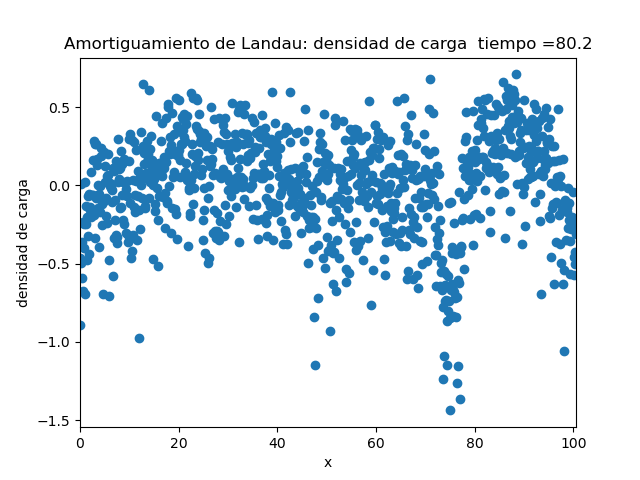 Amortiguamiento de Landau: densidad de carga  tiempo =80.2
0.5
0.0
−0.5
−1.0
−1.5
densidad de carga
0 20 40 60 80 100
x